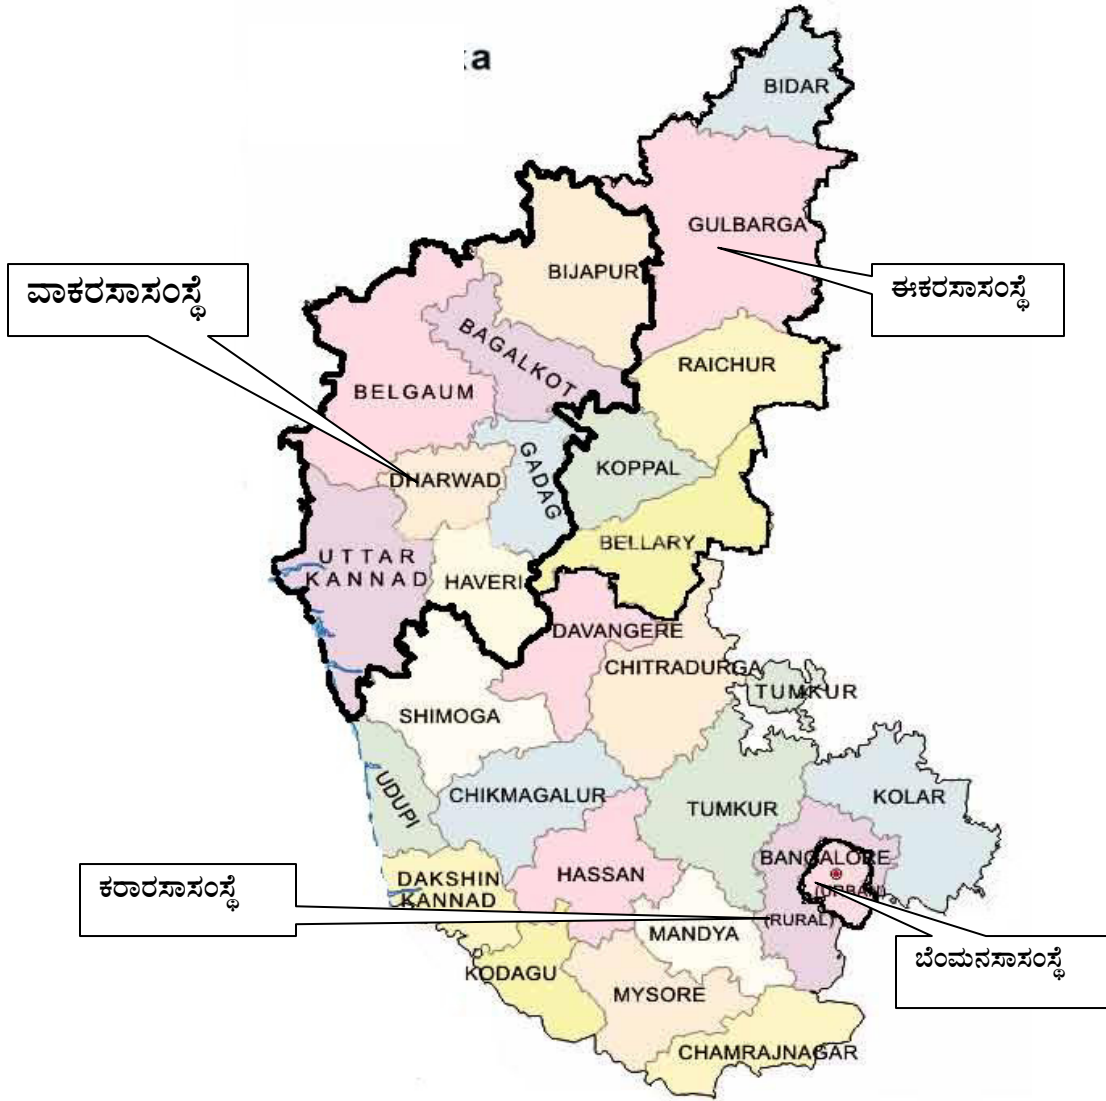 ka
BIDAR
GULBARGA
BIJAPUR
ವಾಕರಸಾಸಂಸ್ಥೆ
ಈಕರಸಾಸಂಸ್ಥೆ
BAGALKOT
RAICHUR
BELGAUM
GADAG
KOPPAL
DHARWAD
BELLARY
UTTAR
KANNAD
HAVERI
DAVANGERE
CHITRADURGA
TUMKUR
SHIMOGA
UDUPI
CHIKMAGALUR
TUMKUR
KOLAR
BANGALORE
HASSAN
ಕರಾರಸಾಸಂಸ್ಥೆ
DAKSHIN
KANNAD
(URBAN)
(RURAL)
MANDYA
ಬೆಂಮನಸಾಸಂಸ್ಥೆ
KODAGU
MYSORE
CHAMRAJNAGAR